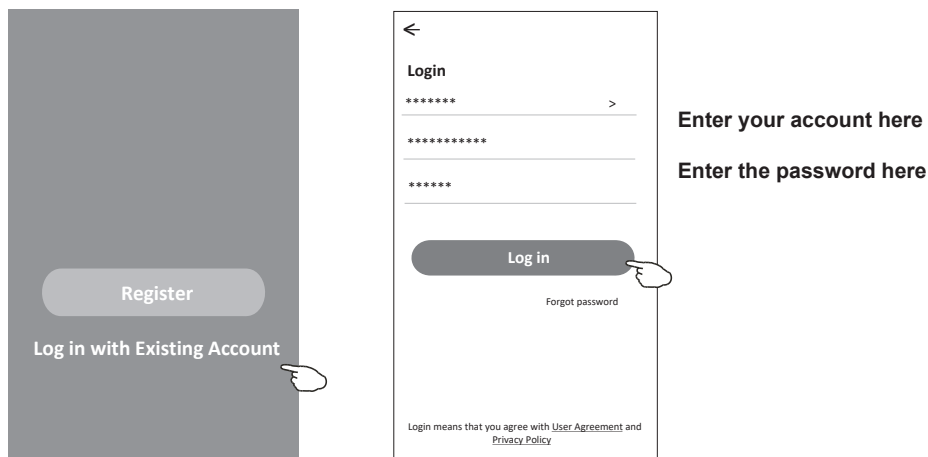 Register
Log in with Existing Account
Login
******* >
***********
******
Log in
Forgot password
Login means that you agree with User Agreement and
Privacy Policy
Enter your account here
Enter the password here